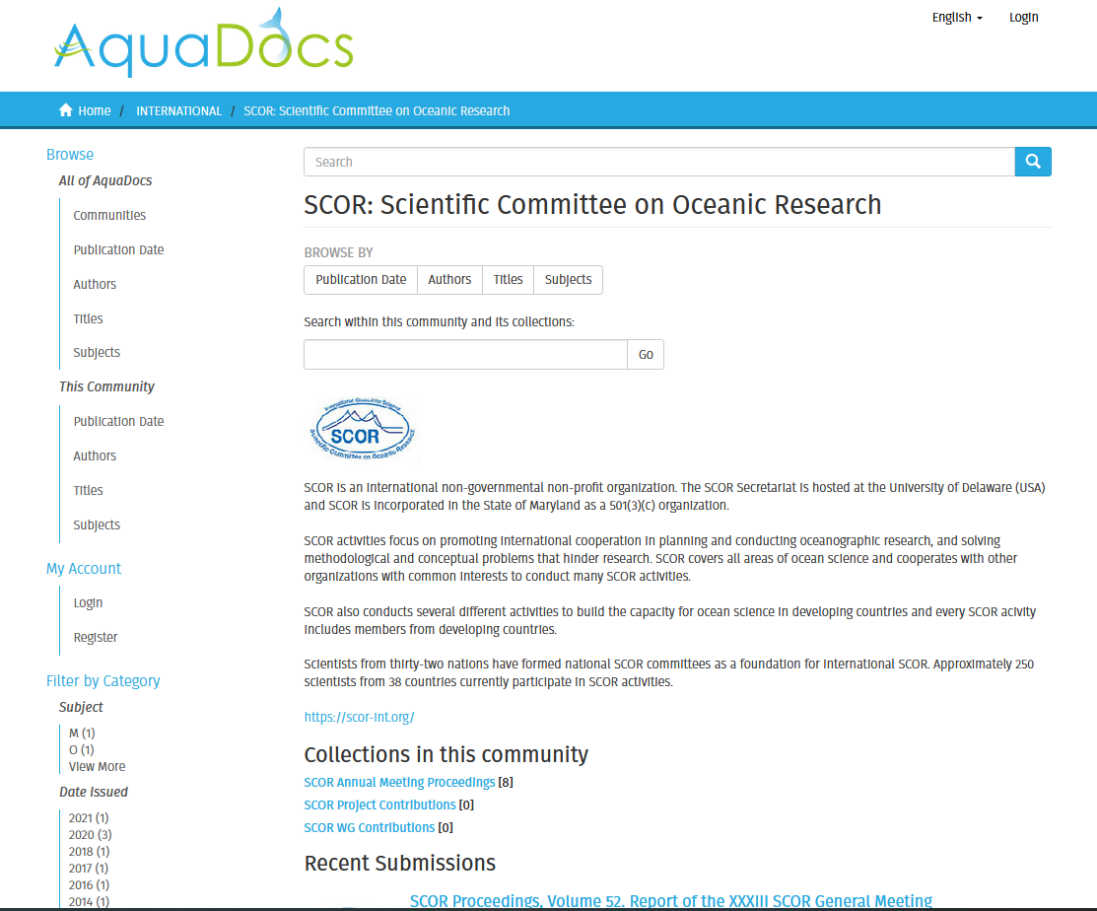 AquaDocs
English
Login
Home / INTERNATIONAL / SCOR: Scientific Committee on Oceanic Research
Browse
All of AquaDocs
Communities
Publication Date
Authors
Titles
Subjects
This Community
Publication Date
Authors
Titles
Subjects
My Account
Login
Register
Filter by Category
Subject
M (1)
O (1)
View More
Date Issued
2021 (1)
2020 (3)
2018 (1)
2017 (1)
2016 (1)
2014 (1)
Search
SCOR: Scientific Committee on Oceanic Research
BROWSE BY
Publication Date Authors Titles Subjects
Search within this community and its collections:
Go
SCOR
Scientific Committee on Oceanic Research
SCOR is an international non-governmental non-profit organization. The SCOR Secretariat is hosted at the University of Delaware (USA)
and SCOR is incorporated in the State of Maryland as a 501(3)(c) organization.
SCOR activities focus on promoting international cooperation in planning and conducting oceanographic research, and solving
methodological and conceptual problems that hinder research. SCOR covers all areas of ocean science and cooperates with other
organizations with common interests to conduct many SCOR activities.
SCOR also conducts several different activities to build the capacity for ocean science in developing countries and every SCOR acivity
includes members from developing countries.
Scientists from thirty-two nations have formed national SCOR committees as a foundation for international SCOR. Approximately 250
scientists from 38 countries currently participate in SCOR activities.
https://scor-int.org/
Collections in this community
SCOR Annual Meeting Proceedings [8]
SCOR Project Contributions [0]
SCOR WG Contributions [0]
Recent Submissions
SCOR Proceedings, Volume 52. Report of the XXXIII SCOR General Meeting